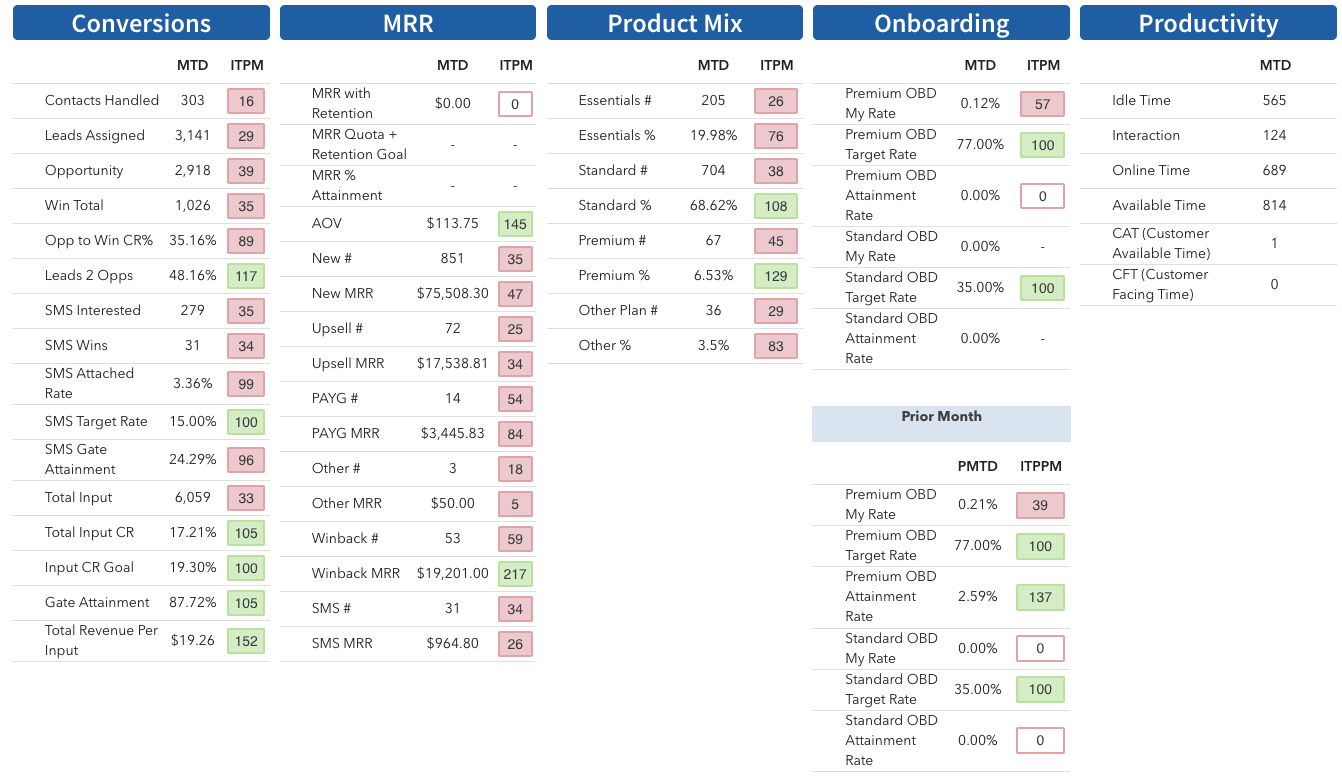 Conversions
MTD ITPM
Contacts Handled 303 16
Leads Assigned 3,141 29
Opportunity 2,918 39
Win Total 1,026 35
Opp to Win CR% 35.16% 89
Leads 2 Opps 48.16% 117
SMS Interested 279 35
SMS Wins 31 34
SMS Attached
Rate 3.36% 99
SMS Target Rate 15.00% 100
SMS Gate
Attainment 24.29% 96
Total Input 6,059 33
Total Input CR 17.21% 105
Input CR Goal 19.30% 100
Gate Attainment 87.72% 105
Total Revenue Per
Input $19.26 152
MRR
MTD ITPM
MRR with
Retention $0.00 0
MRR Quota +
Retention Goal - -
MRR %
Attainment - -
AOV $113.75 145
New # 851 35
New MRR $75,508.30 47
Upsell # 72 25
Upsell MRR $17,538.81 34
PAYG # 14 54
PAYG MRR $3,445.83 84
Other # 3 18
Other MRR $50.00 5
Winback # 53 59
Winback MRR $19,201.00 217
SMS # 31 34
SMS MRR $964.80 26
Product Mix
MTD ITPM
Essentials # 205 26
Essentials % 19.98% 76
Standard # 704 38
Standard % 68.62% 108
Premium # 67 45
Premium % 6.53% 129
Other Plan # 36 29
Other % 3.5% 83
Onboarding
MTD ITPM
Premium OBD
My Rate 0.12% 57
Premium OBD
Target Rate 77.00% 100
Premium OBD
Attainment 0.00% 0
Rate
Standard OBD
My Rate 0.00% -
Standard OBD
Target Rate 35.00% 100
Standard OBD
Attainment 0.00% -
Rate
Prior Month
PMTD ITPPM
Premium OBD
My Rate 0.21% 39
Premium OBD
Target Rate 77.00% 100
Premium OBD
Attainment 2.59% 137
Rate
Standard OBD
My Rate 0.00% 0
Standard OBD
Target Rate 35.00% 100
Standard OBD
Attainment 0.00% 0
Rate
Productivity
MTD
Idle Time 565
Interaction 124
Online Time 689
Available Time 814
CAT (Customer
Available Time) 1
CFT (Customer
Facing Time) 0